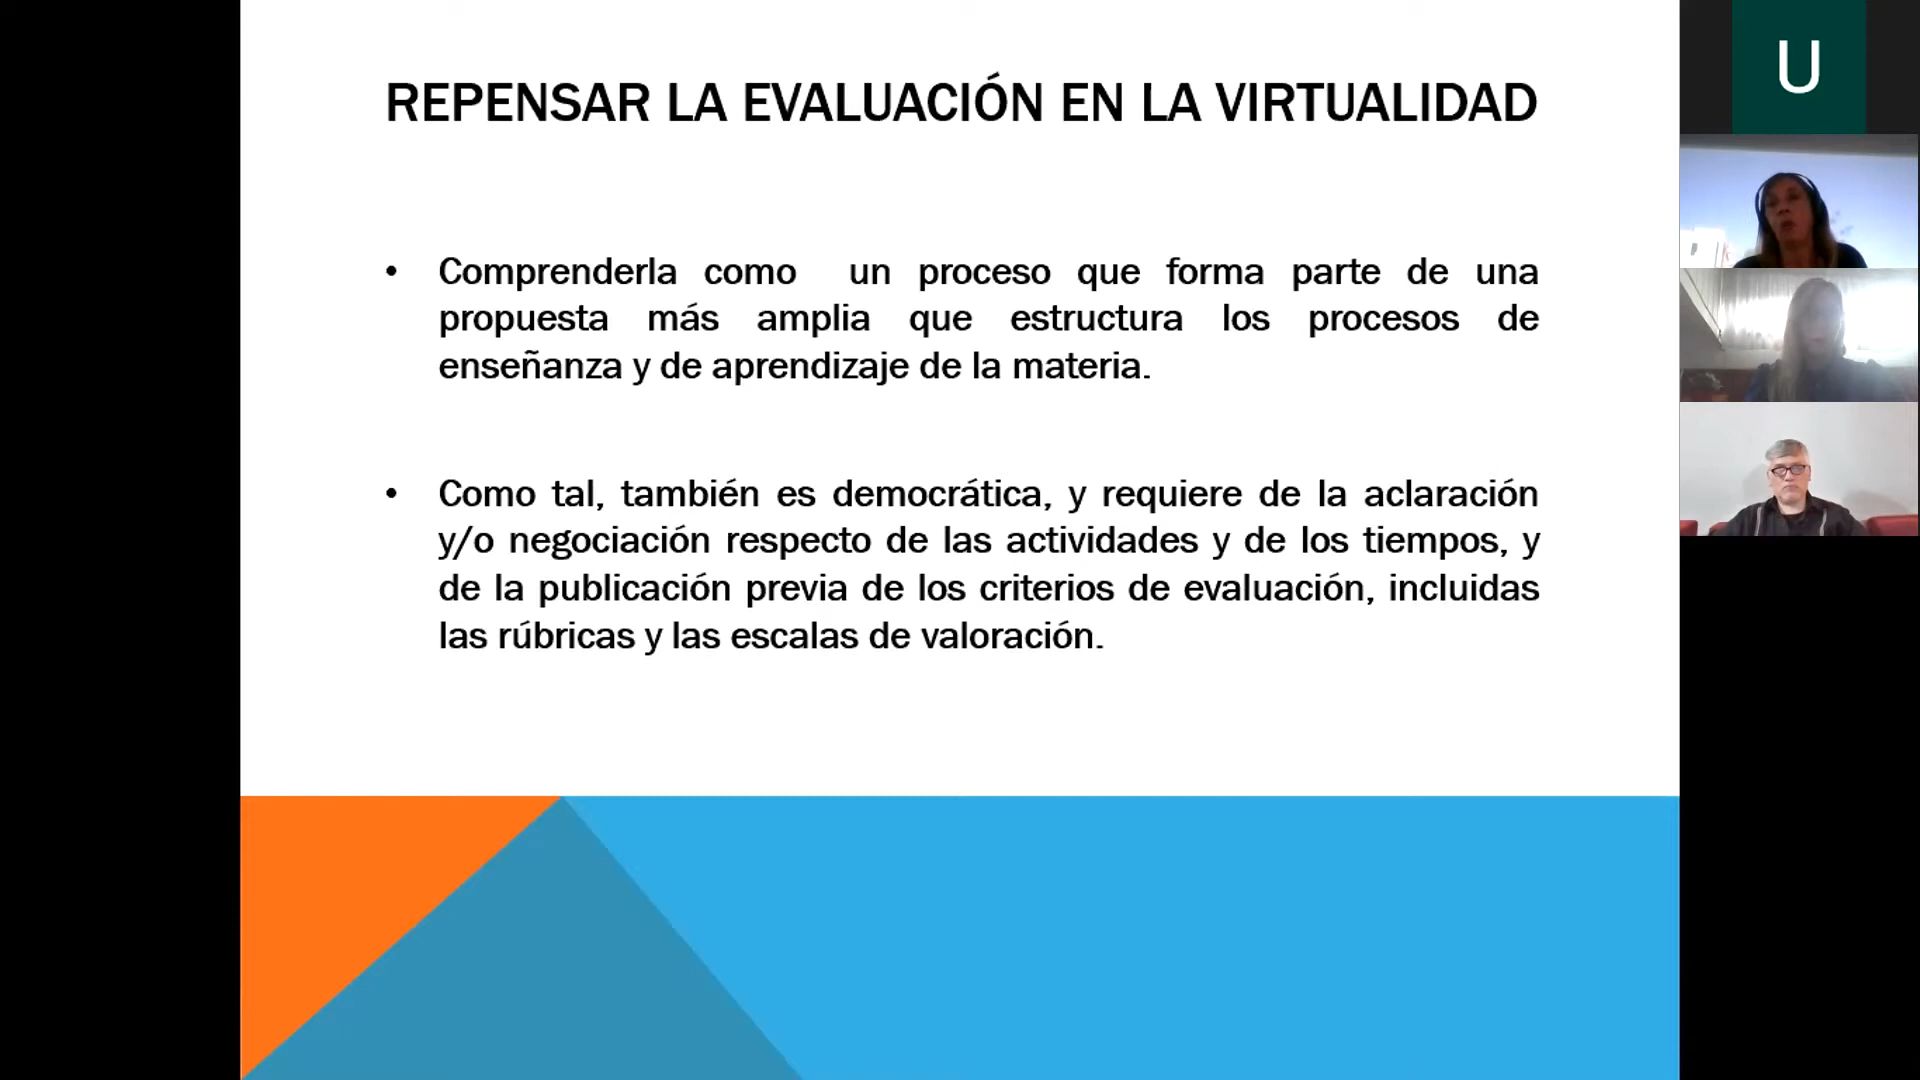 REPENSAR LA EVALUACIÓN EN LA VIRTUALIDAD
U
• Comprenderla como un proceso que forma parte de una
propuesta más amplia que estructura los procesos de
enseñanza y de aprendizaje de la materia.
• Como tal, también es democrática, y requiere de la aclaración
y/o negociación respecto de las actividades y de los tiempos, y
de la publicación previa de los criterios de evaluación, incluidas
las rúbricas y las escalas de valoración.